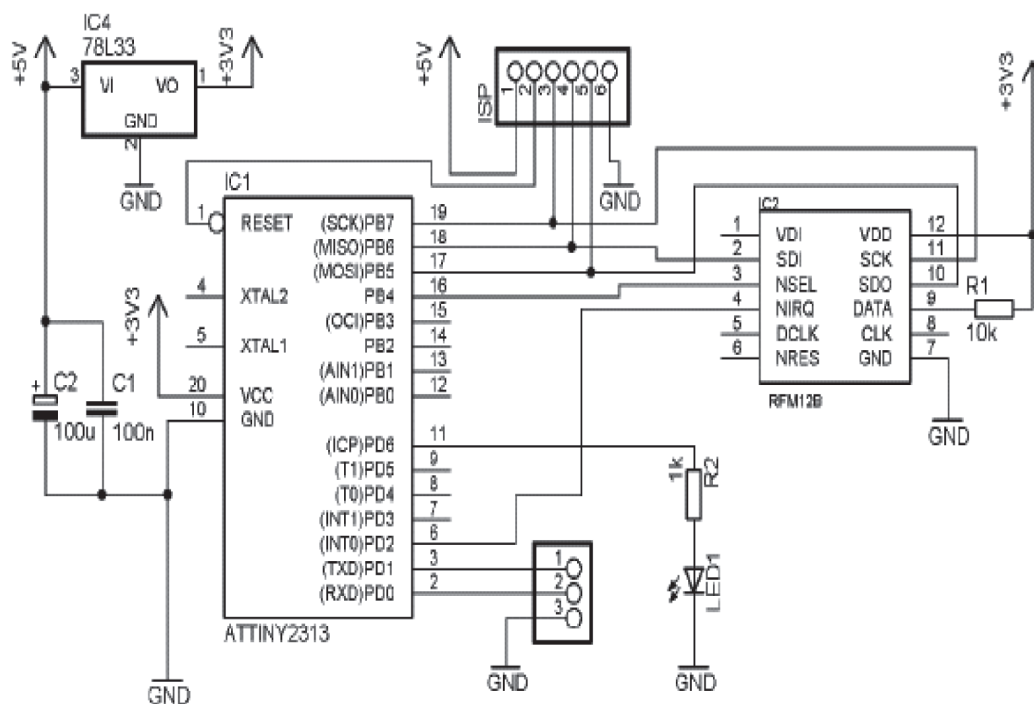 IC4
78L33
+5V
3
VI
VO
1
+3V3
GND
2
GND
+5V
ISP
1
2
3
4
5
6
GND
+3V3
IC1
1
RESET
(SCK)PB7
19
(MISO)PB6
18
(MOSI)PB5
17
4
XTAL2
PB4
16
(OCI)PB3
15
5
XTAL1
PB2
14
(AIN1)PB1
13
+3V3
20
VCC
(AIN0)PB0
12
10
GND
(ICP)PD6
11
(T1)PD5
9
(T0)PD4
8
(INT1)PD3
7
(INT0)PD2
6
(TXD)PD1
3
(RXD)PD0
2
ATTINY2313
+
C2
100u
C1
100n
GND
IC2
1
VDI
VDD
12
2
SDI
SCK
11
3
NSEL
SDO
10
4
NIRQ
DATA
9
5
DCLK
CLK
8
6
NRES
GND
7
RFM12B
R1
10k
GND
1k
R2
LED1
GND
1
2
3
GND